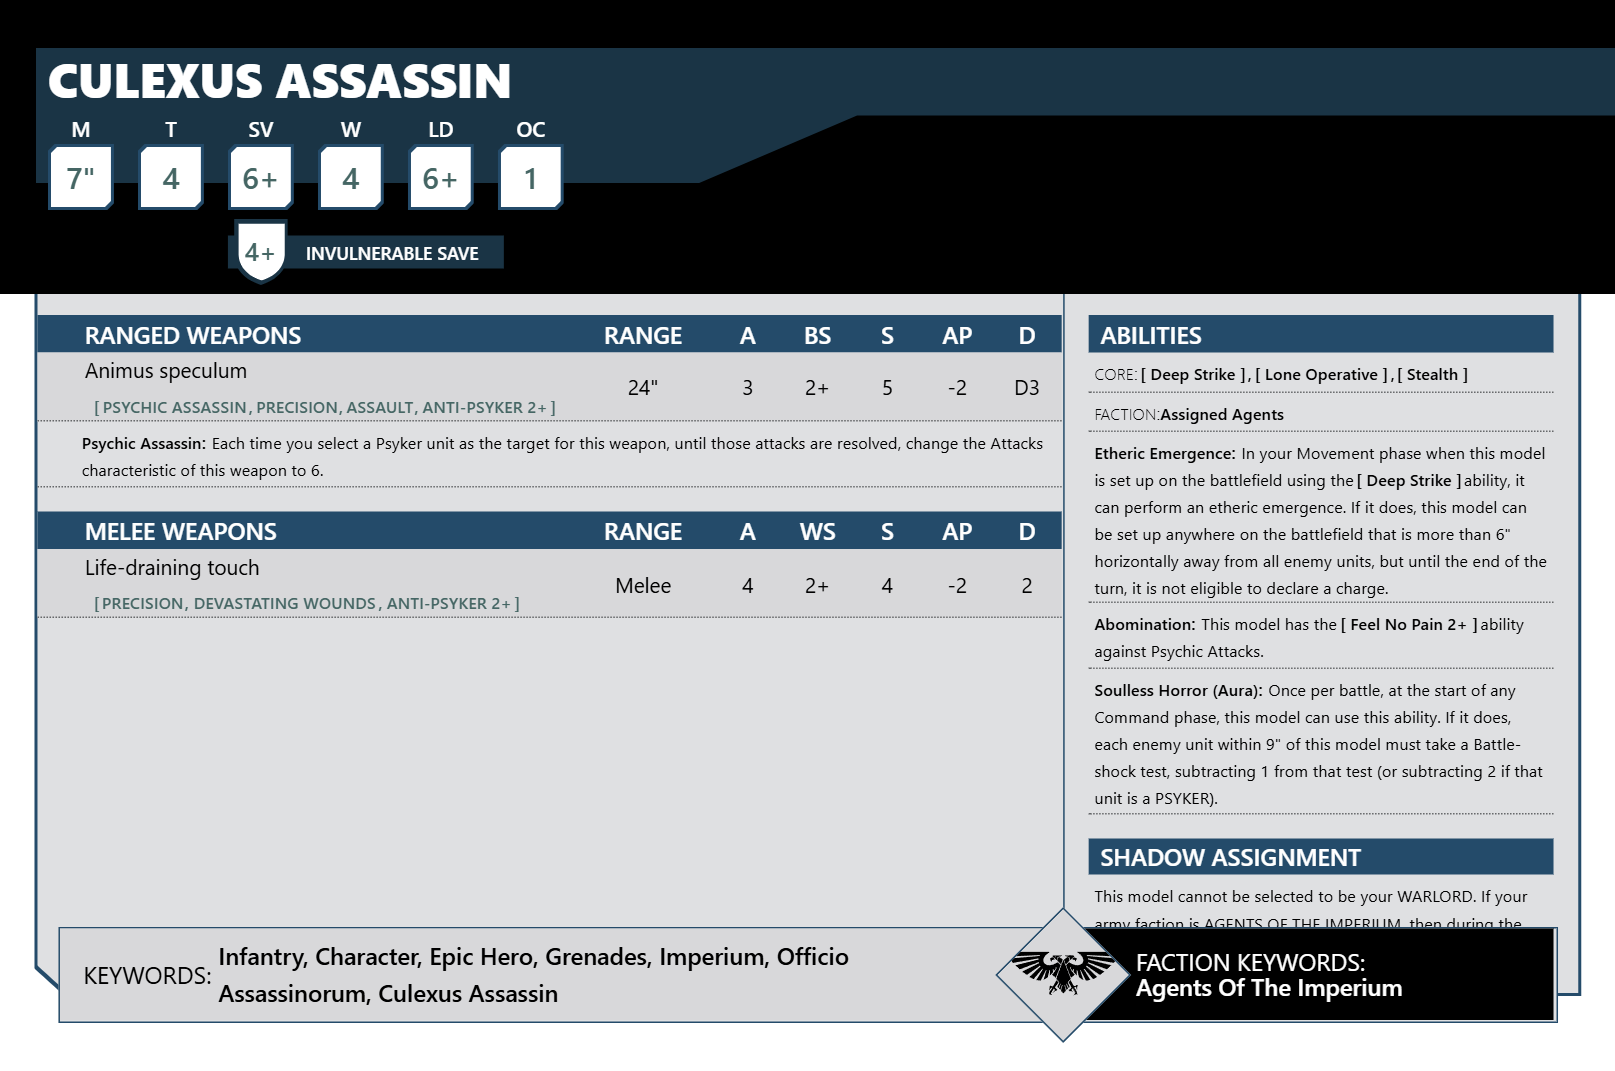 CULEXUS ASSASSIN
M T SV W LD OC
7" 4 6+ 4 6+ 1
4+ INVULNERABLE SAVE
RANGED WEAPONS RANGE A BS S AP D
Animus speculum
24" 3 2+ 5 -2 D3
[ PSYCHIC ASSASSIN, PRECISION, ASSAULT, ANTI-PSYKER 2+ ]
Psychic Assassin: Each time you select a Psyker unit as the target for this weapon, until those attacks are resolved, change the Attacks
characteristic of this weapon to 6.
MELEE WEAPONS RANGE A WS S AP D
Life-draining touch
Melee 4 2+ 4 -2 2
[ PRECISION, DEVASTATING WOUNDS, ANTI-PSYKER 2+ ]
ABILITIES
CORE: [ Deep Strike ], [ Lone Operative ], [ Stealth ]
FACTION:Assigned Agents
Etheric Emergence: In your Movement phase when this model
is set up on the battlefield using the [ Deep Strike ] ability, it
can perform an etheric emergence. If it does, this model can
be set up anywhere on the battlefield that is more than 6"
horizontally away from all enemy units, but until the end of the
turn, it is not eligible to declare a charge.
Abomination: This model has the [ Feel No Pain 2+ ] ability
against Psychic Attacks.
Soulless Horror (Aura): Once per battle, at the start of any
Command phase, this model can use this ability. If it does,
each enemy unit within 9" of this model must take a Battle-
shock test, subtracting 1 from that test (or subtracting 2 if that
unit is a PSYKER).
SHADOW ASSIGNMENT
This model cannot be selected to be your WARLORD. If your
army faction is AGENTS OF THE IMPERIUM, then during the
KEYWORDS: Infantry, Character, Epic Hero, Grenades, Imperium, Officio
Assassinorum, Culexus Assassin
FACTION KEYWORDS:
Agents Of The Imperium